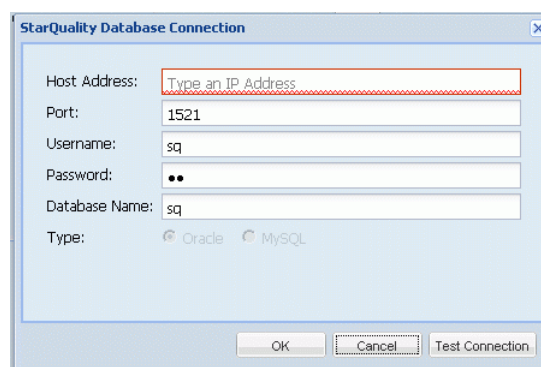 StarQuality Database Connection
Host Address: Type an IP Address
Port: 1521
Username: sq
Password: ••
Database Name: sq
Type: Oracle MySQL
OK Cancel Test Connection